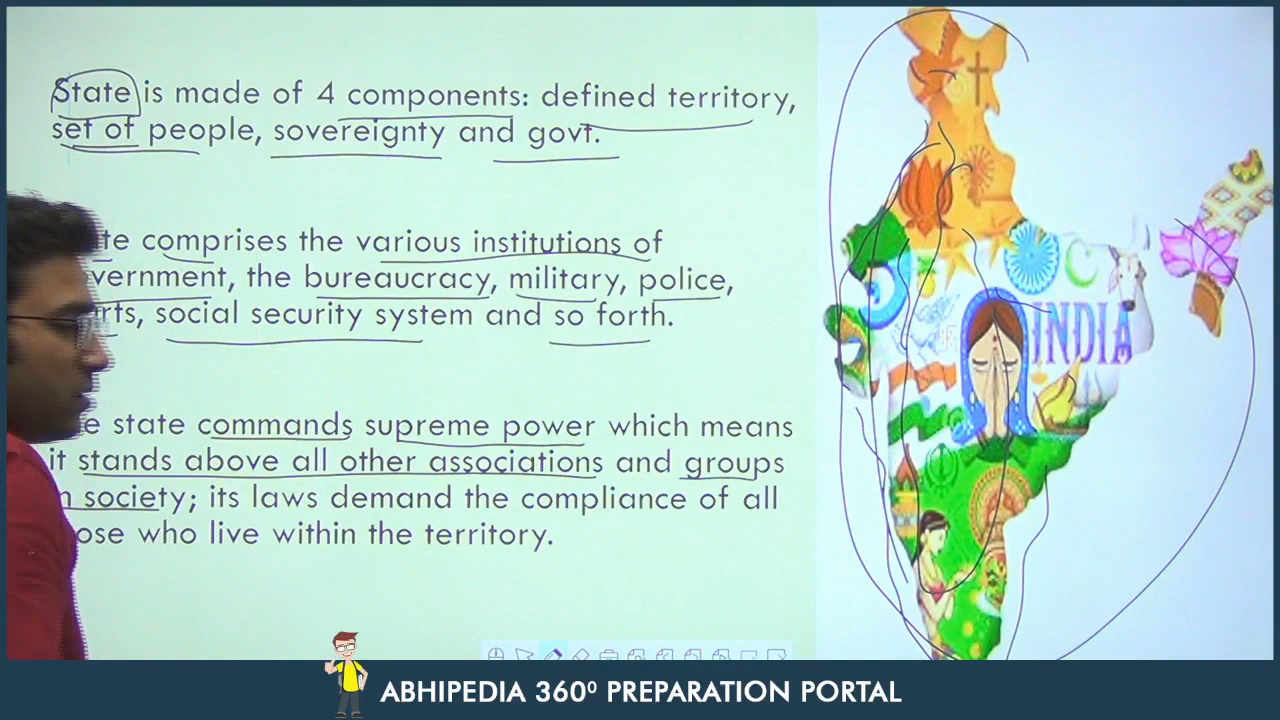 State is made of 4 components: defined territory,
set of people, sovereignty and govt.
comprises the various institutions of
the bureaucracy, military, police,
social security system and so forth.
state commands supreme power which means
it stands above all other associations and groups
society; its laws demand the compliance of all
who live within the territory.
INDIA
ABHIPEDIA 360º PREPARATION PORTAL